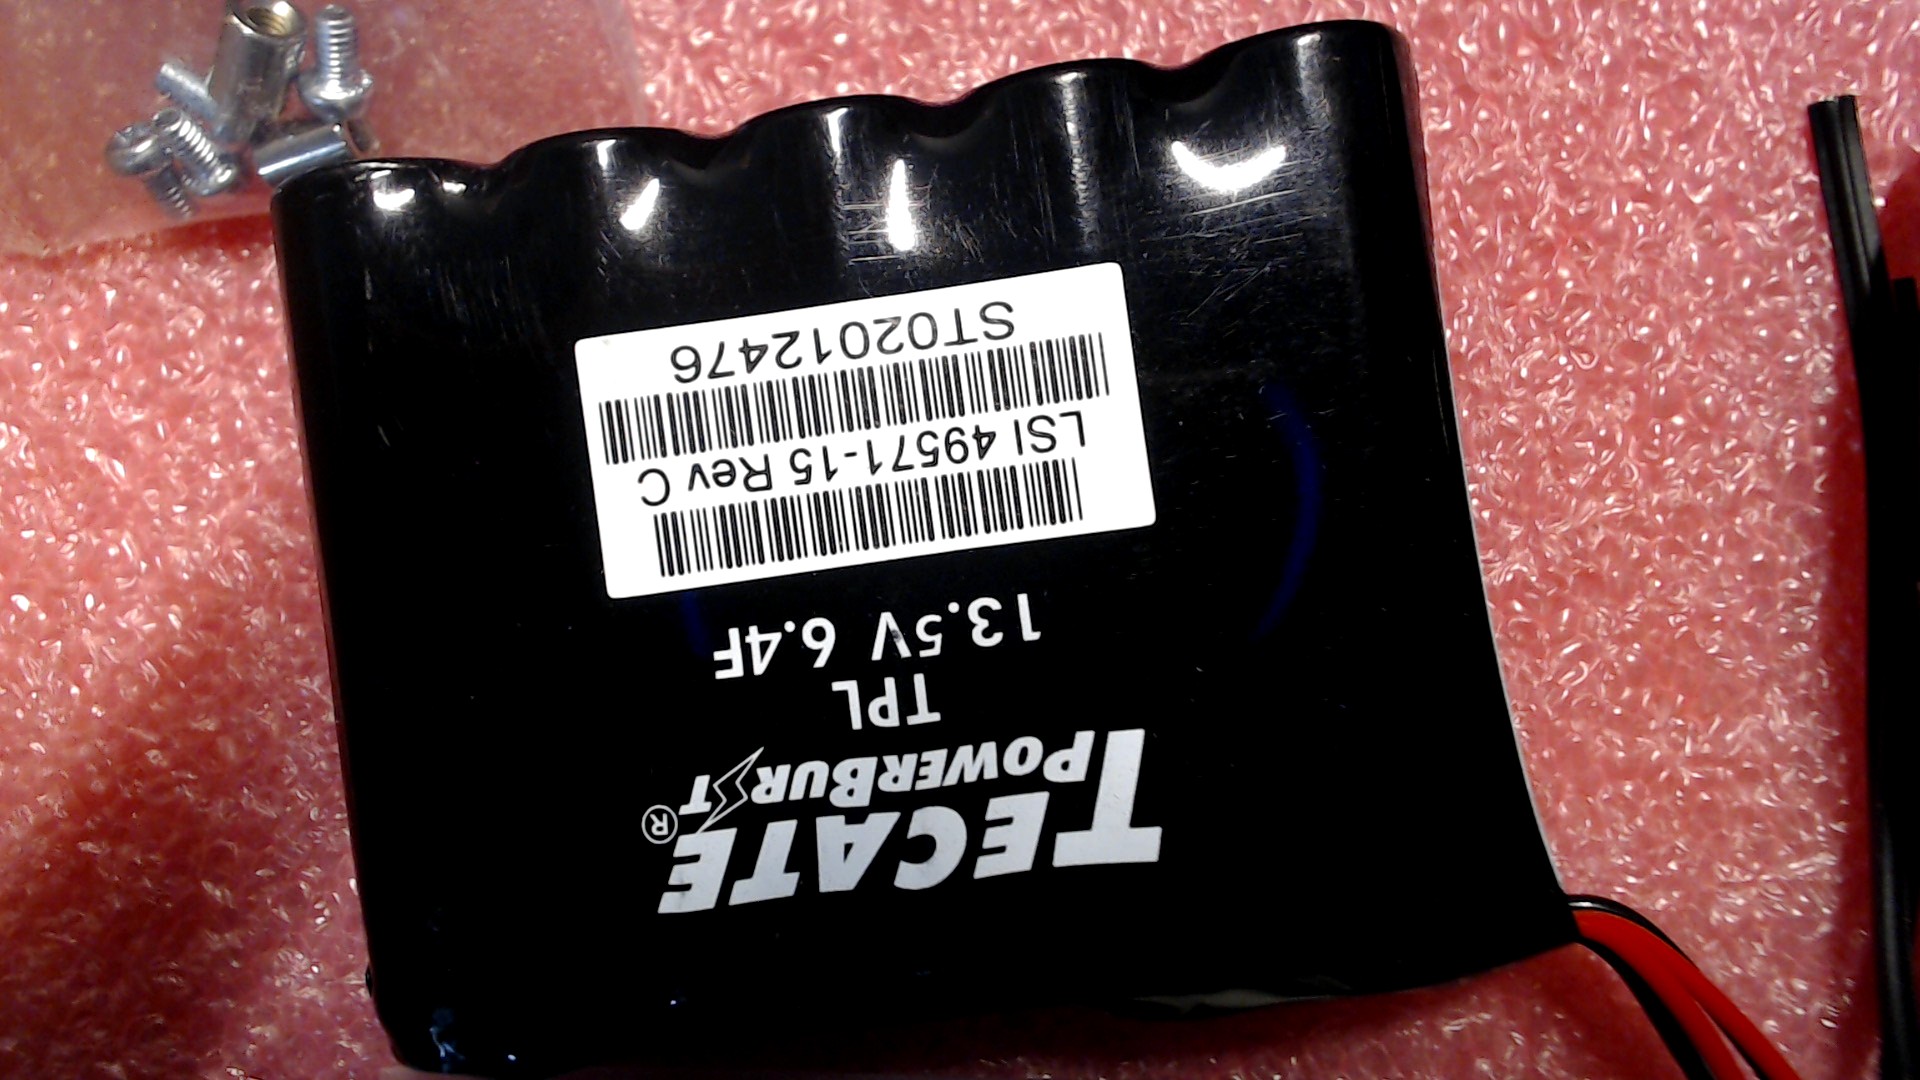 TECATE
POWERBURST®
TPL
13.5V 6.4F
LSI 49571-15 Rev C
ST02012476